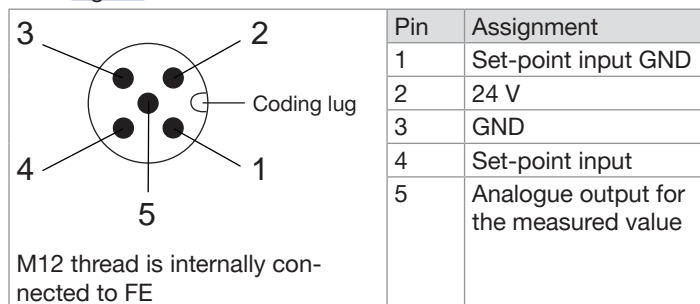 3
2
Coding lug
4
1
5
M12 thread is internally con-
nected to FE
Pin Assignment
1 Set-point input GND
2 24 V
3 GND
4 Set-point input
5 Analogue output for
the measured value